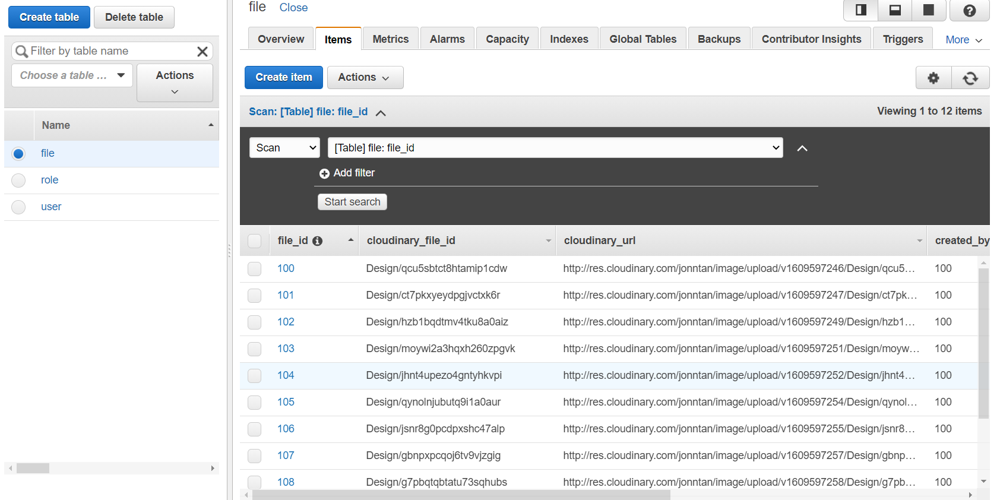 Create table
Delete table
Filter by table name
Choose a table ...
Actions
Name
file
role
user
file Close
Overview Items Metrics Alarms Capacity Indexes Global Tables Backups Contributor Insights Triggers More
Create item Actions
Scan: [Table] file: file_id
Viewing 1 to 12 items
Scan [Table] file: file_id
Add filter
Start search
file_id cloudinary_file_id cloudinary_url created_by
100 Design/qcu5sbtct8htamip1cdw http://res.cloudinary.com/jonntan/image/upload/v1609597246/Design/qcu5... 100
101 Design/ct7pkxyeydpgjvctxk6r http://res.cloudinary.com/jonntan/image/upload/v1609597247/Design/ct7pk... 100
102 Design/hzb1bqdtmv4tku8a0aiz http://res.cloudinary.com/jonntan/image/upload/v1609597249/Design/hzb1... 100
103 Design/moywi2a3hqxh260zpgvk http://res.cloudinary.com/jonntan/image/upload/v1609597251/Design/moyw... 100
104 Design/jhnt4upezo4gntyhkvpi http://res.cloudinary.com/jonntan/image/upload/v1609597252/Design/jhnt4... 100
105 Design/qynolnjubutq9i1a0aur http://res.cloudinary.com/jonntan/image/upload/v1609597254/Design/qynol... 100
106 Design/jsnr8g0pcdpxshc47alp http://res.cloudinary.com/jonntan/image/upload/v1609597255/Design/jsnr8... 100
107 Design/gbnpxpcqoj6tv9vjzgig http://res.cloudinary.com/jonntan/image/upload/v1609597257/Design/gbnp... 100
108 Design/g7pbqtqbtatu73sqhubs http://res.cloudinary.com/jonntan/image/upload/v1609597258/Design/g7pb... 100